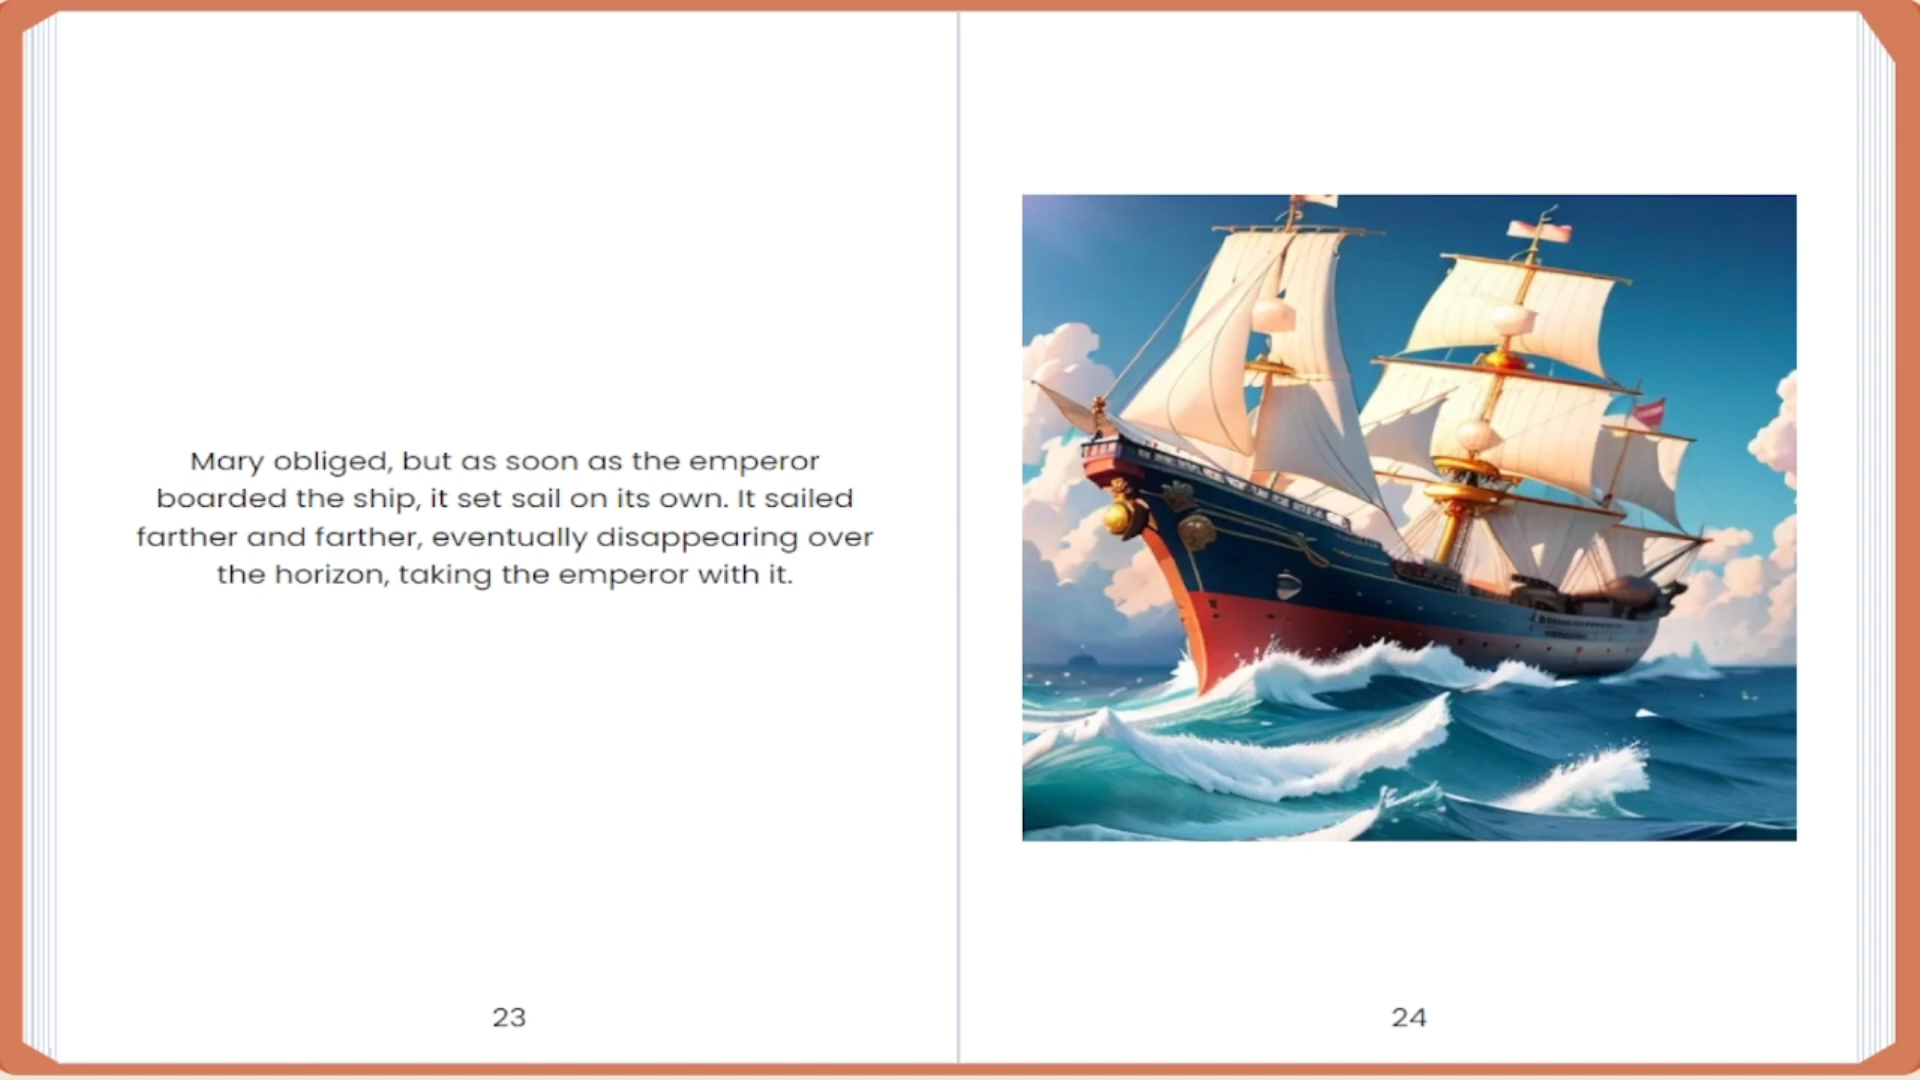 Mary obliged, but as soon as the emperor
boarded the ship, it set sail on its own. It sailed
farther and farther, eventually disappearing over
the horizon, taking the emperor with it.
23
24